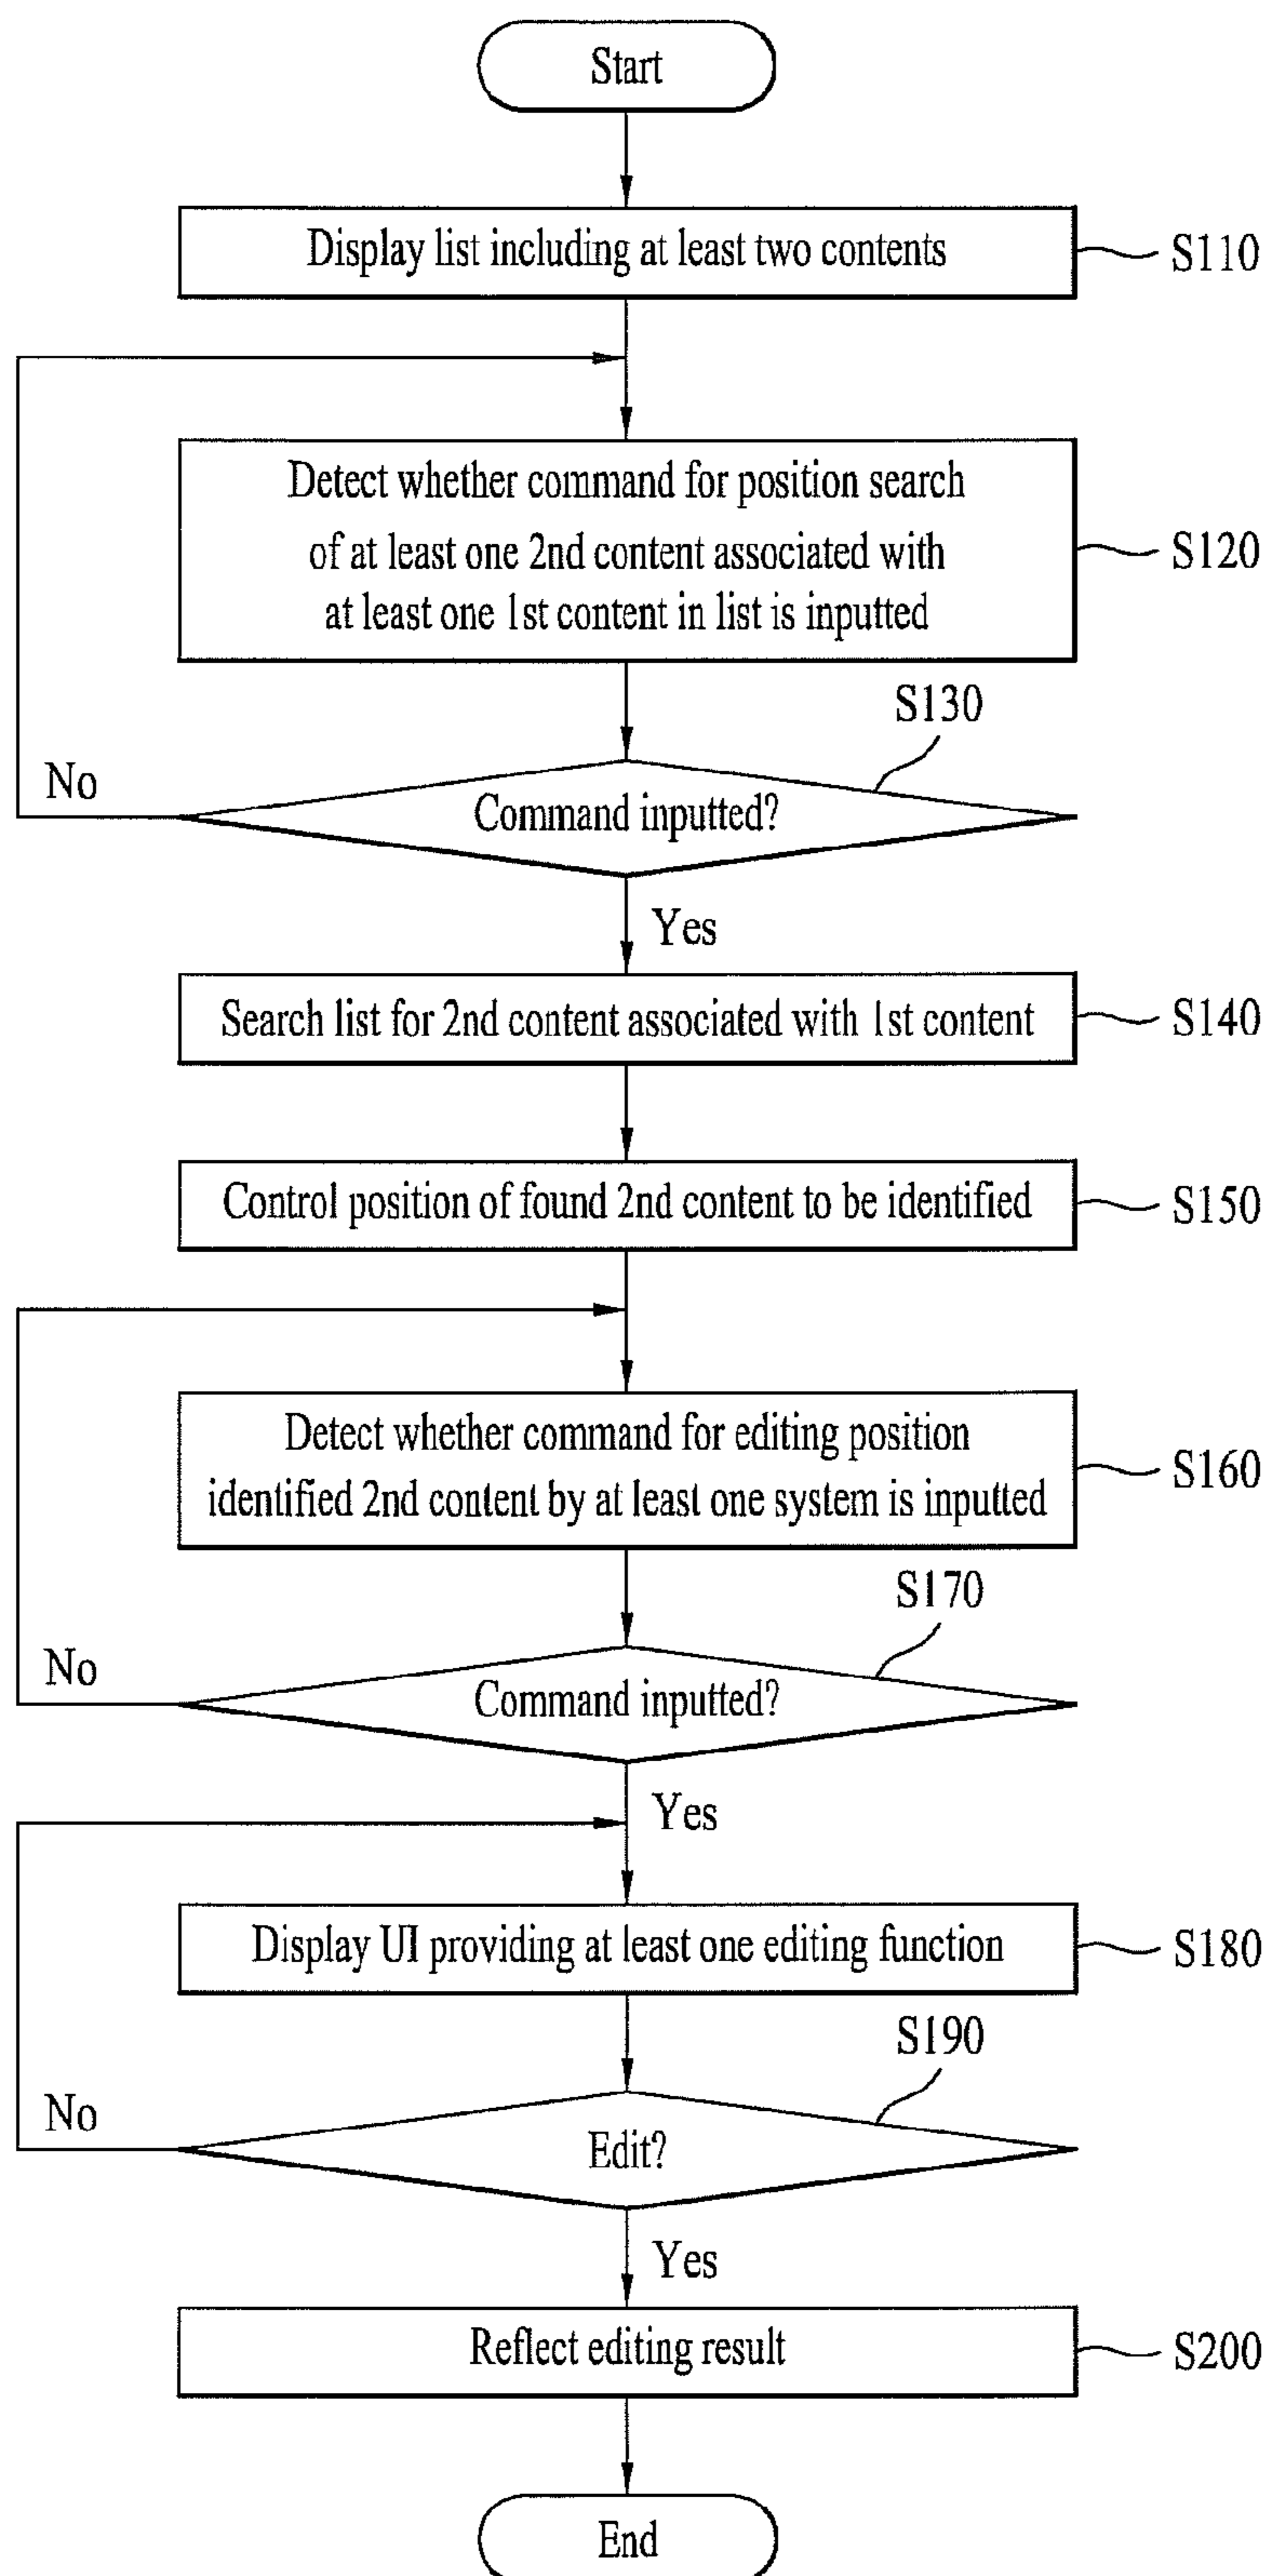 Start
Display list including at least two contents
S110
Detect whether command for position search
of at least one 2nd content associated with
at least one 1st content in list is inputted
S120
S130
No
Command inputted?
Yes
Search list for 2nd content associated with 1st content
S140
Control position of found 2nd content to be identified
S150
Detect whether command for editing position
identified 2nd content by at least one system is inputted
S160
S170
No
Command inputted?
Yes
Display UI providing at least one editing function
S180
S190
No
Edit?
Yes
Reflect editing result
S200
End